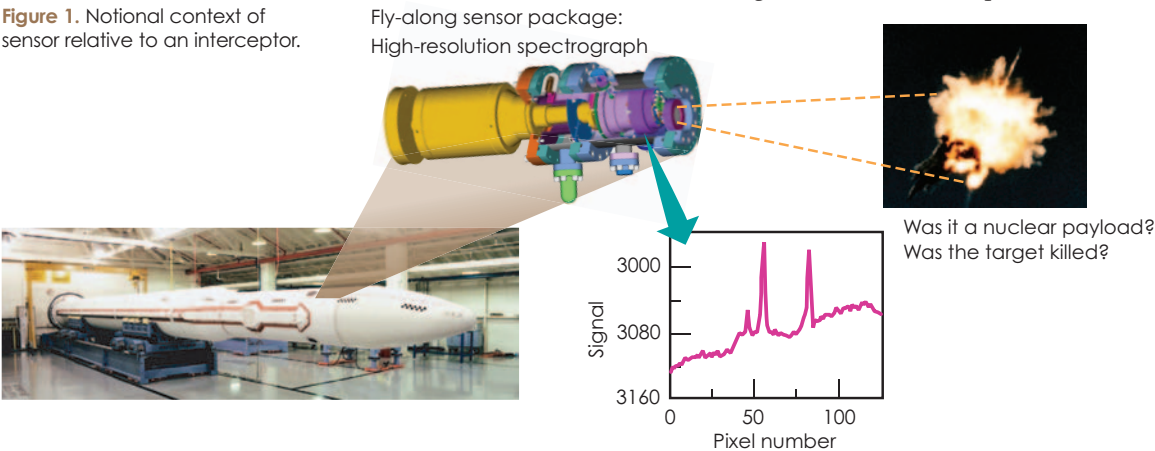 Figure 1. Notional context of
sensor relative to an interceptor.
Fly-along sensor package:
High-resolution spectrograph
Was it a nuclear payload?
Was the target killed?
3000
3080
3160
Signal
0
50
100
Pixel number